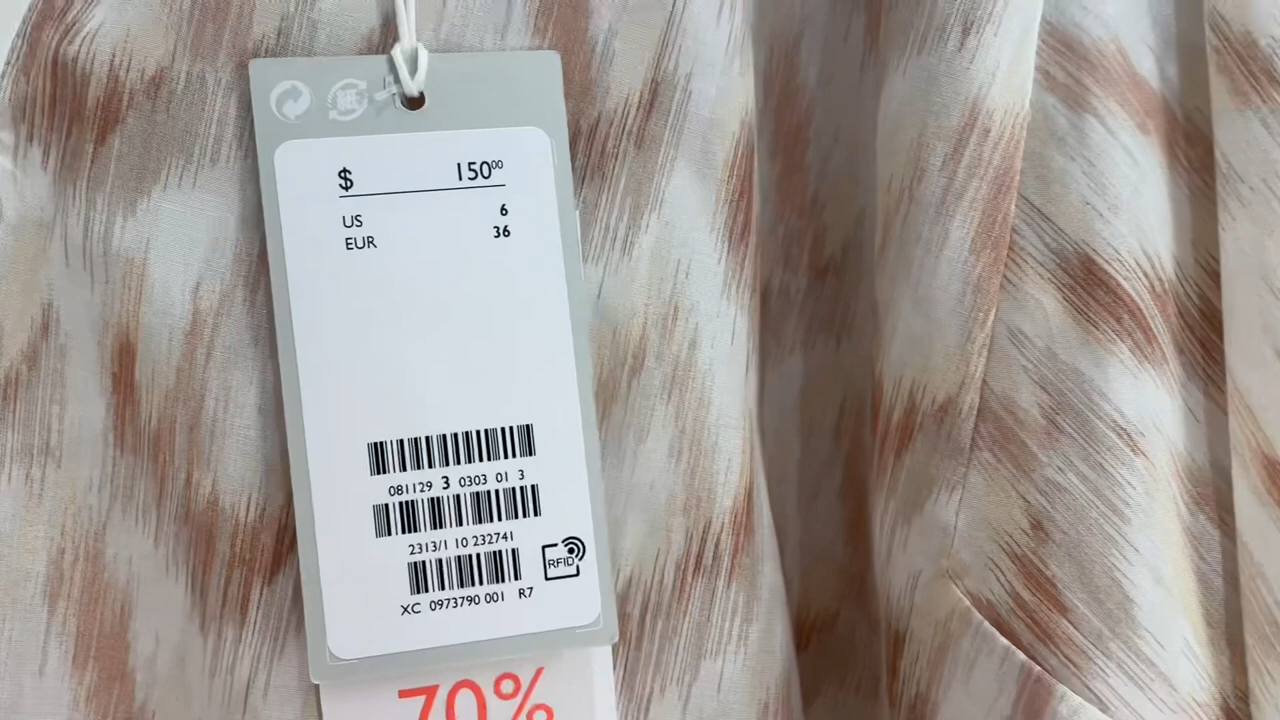 $ 150⁰⁰
US 6
EUR 36
081129 3 0303 01 3
2313/1 10 232741
RFID
XC 0973790 001 R7
70%